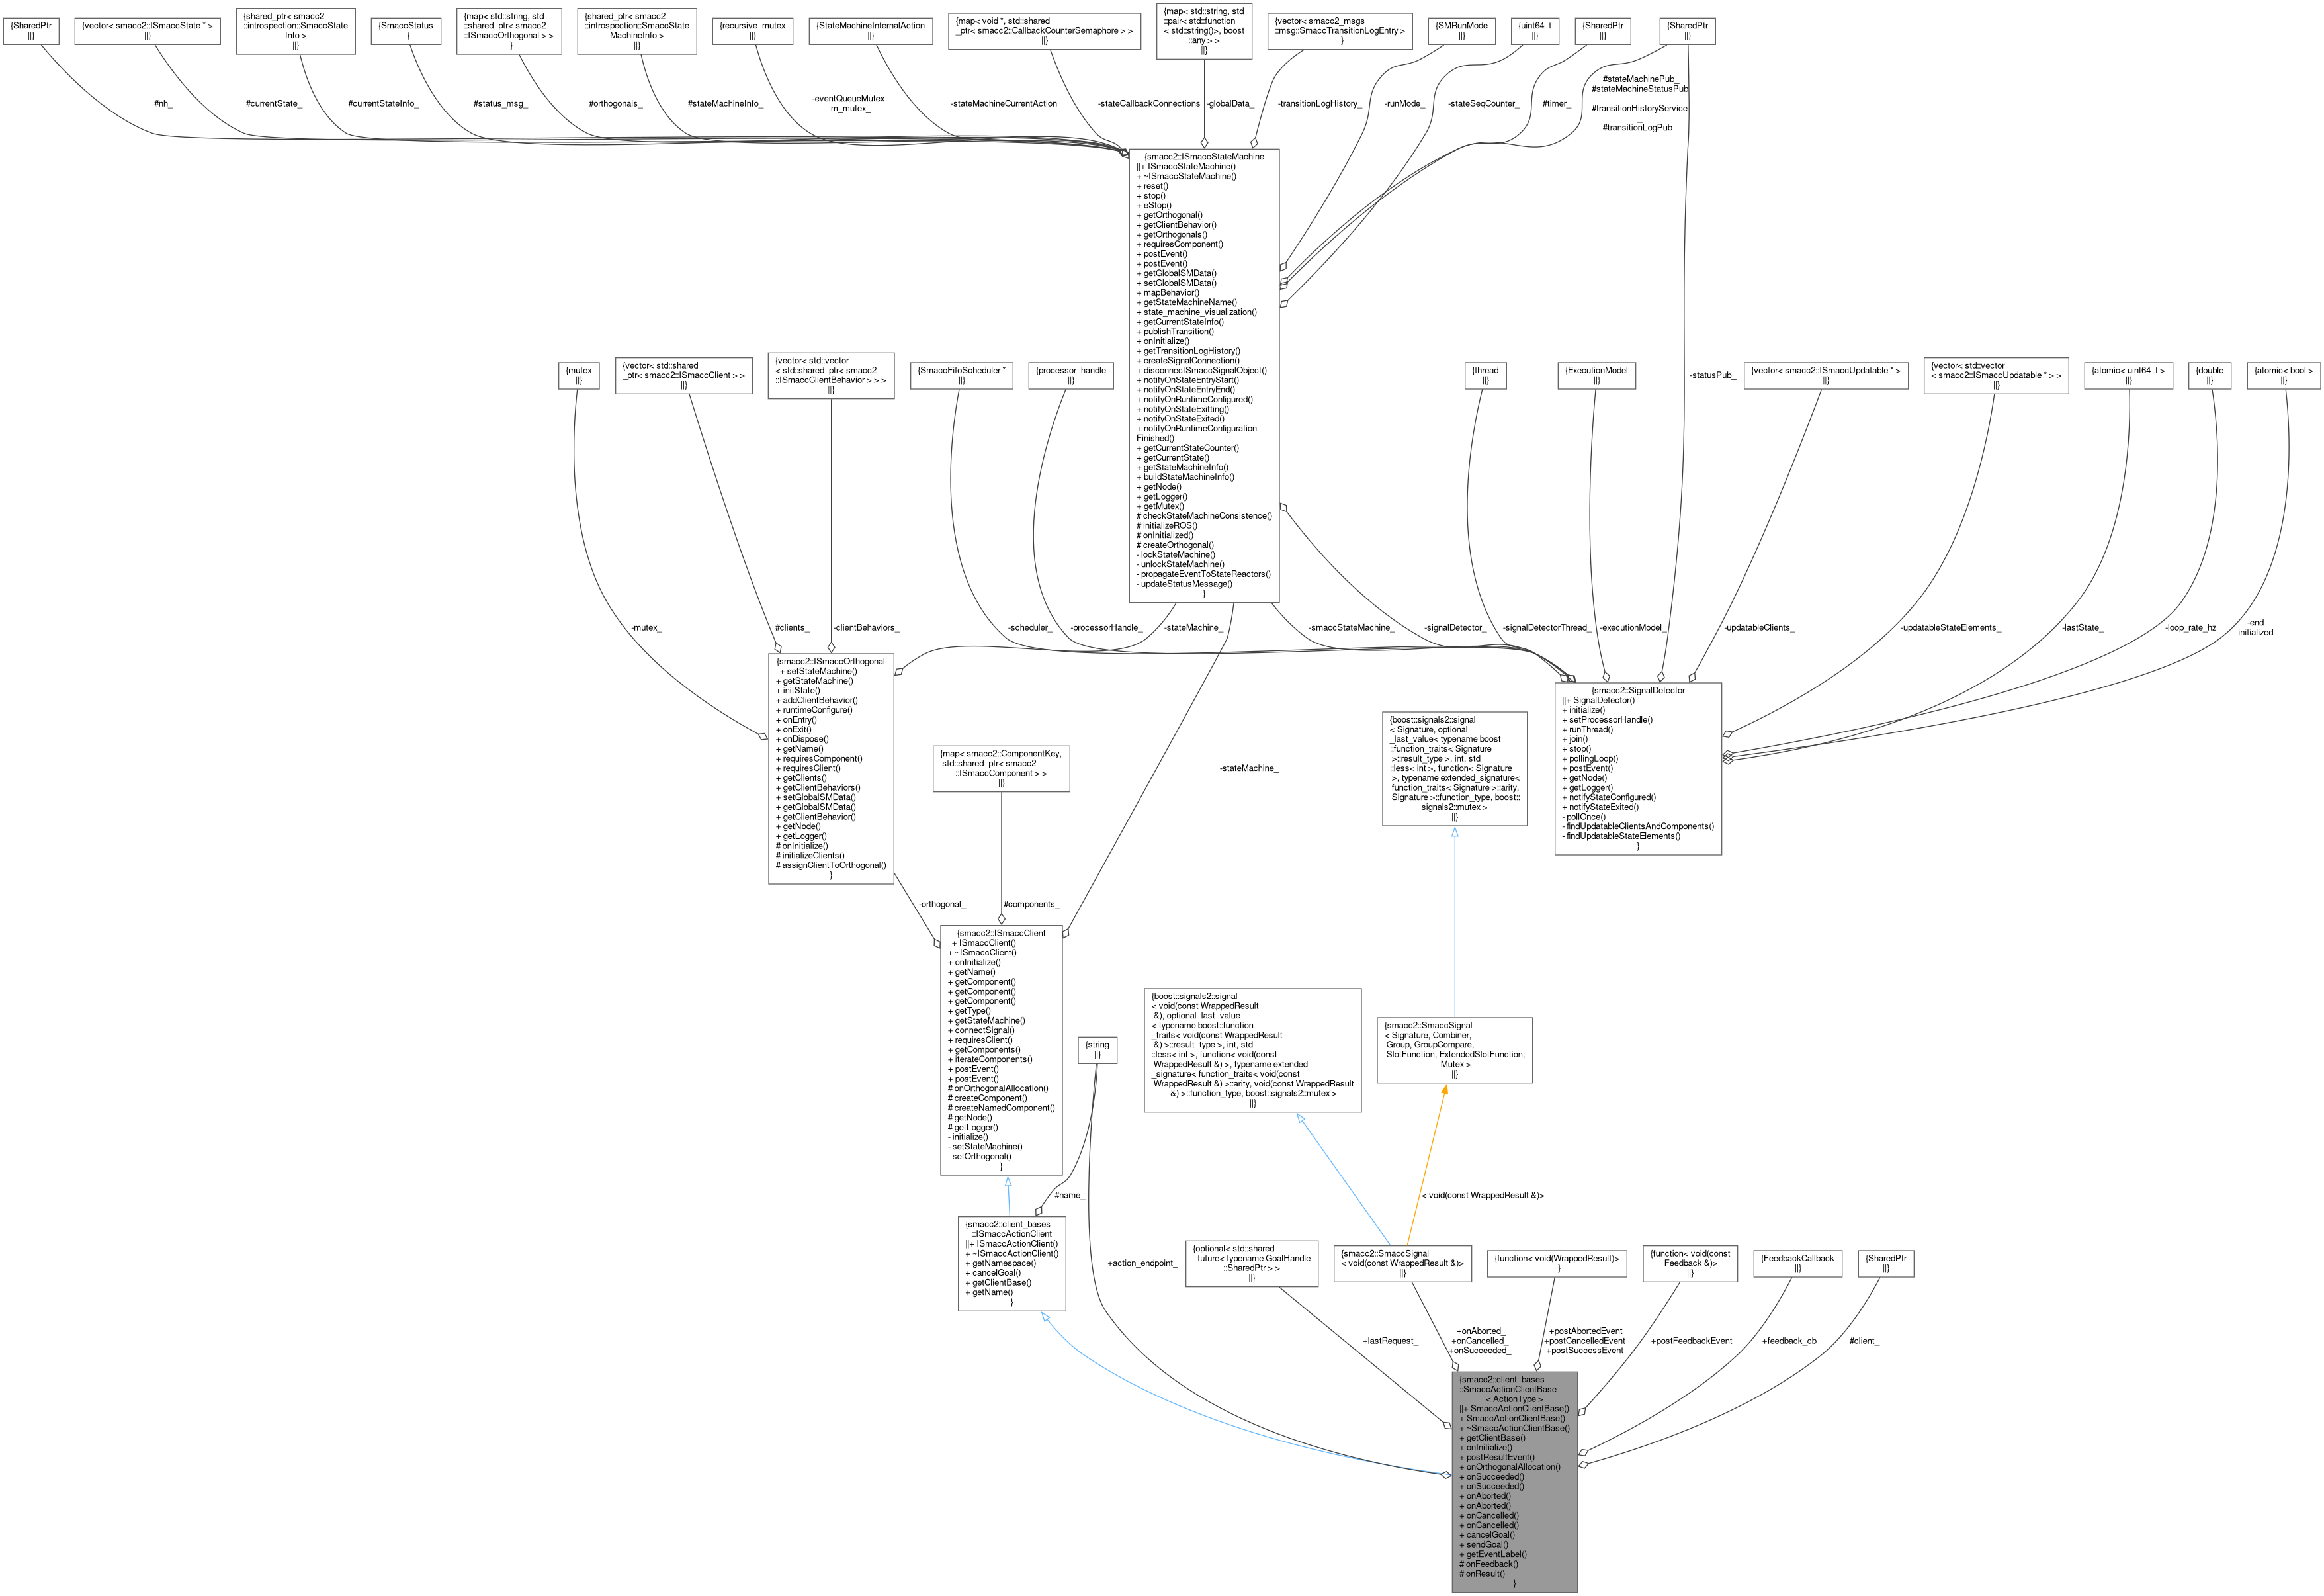 {SharedPtr
||}
{vector< smacc2::ISmaccState * >
||}
{shared_ptr< smacc2
::introspection::SmaccState
Info >
||}
{SmaccStatus
||}
{map< std::string, std
::shared_ptr< smacc2
::ISmaccOrthogonal > >
||}
{shared_ptr< smacc2
::introspection::SmaccState
MachineInfo >
||}
{recursive_mutex
||}
{StateMachineInternalAction
||}
{map< void *, std::shared
_ptr< smacc2::CallbackCounterSemaphore > >
||}
{map< std::string, std
::pair< std::function
< std::string()>, boost
::any > >
||}
{vector< smacc2_msgs
::msg::SmaccTransitionLogEntry >
||}
{SMRunMode
||}
{uint64_t
||}
{SharedPtr
||}
{SharedPtr
||}
#nh_
#currentState_
#currentStateInfo_
#status_msg_
#orthogonals_
#stateMachineInfo_
-eventQueueMutex_
-m_mutex_
-stateMachineCurrentAction
-stateCallbackConnections
-globalData_
-transitionLogHistory_
-runMode_
-stateSeqCounter_
#timer_
#stateMachinePub_
#stateMachineStatusPub
_
#transitionHistoryService
_
#transitionLogPub_
{smacc2::ISmaccStateMachine
||+ ISmaccStateMachine()
+ ~ISmaccStateMachine()
+ reset()
+ stop()
+ eStop()
+ getOrthogonal()
+ getClientBehavior()
+ getOrthogonals()
+ requiresComponent()
+ postEvent()
+ postEvent()
+ getGlobalSMData()
+ setGlobalSMData()
+ mapBehavior()
+ getStateMachineName()
+ state_machine_visualization()
+ getCurrentStateInfo()
+ publishTransition()
+ onInitialize()
+ getTransitionLogHistory()
+ createSignalConnection()
+ disconnectSmaccSignalObject()
+ notifyOnStateEntryStart()
+ notifyOnStateEntryEnd()
+ notifyOnRuntimeConfigured()
+ notifyOnStateExitting()
+ notifyOnStateExited()
+ notifyOnRuntimeConfiguration
Finished()
+ getCurrentStateCounter()
+ getCurrentState()
+ getStateMachineInfo()
+ buildStateMachineInfo()
+ getNode()
+ getLogger()
+ getMutex()
# checkStateMachineConsistence()
# initializeROS()
# onInitialized()
# createOrthogonal()
- lockStateMachine()
- unlockStateMachine()
- propagateEventToStateReactors()
- updateStatusMessage()
}
{mutex
||}
{vector< std::shared
_ptr< smacc2::ISmaccClient > >
||}
{vector< std::vector
< std::shared_ptr< smacc2
::ISmaccClientBehavior > > >
||}
{SmaccFifoScheduler *
||}
{processor_handle
||}
{thread
||}
{ExecutionModel
||}
-statusPub_
{vector< smacc2::ISmaccUpdatable * >
||}
{vector< std::vector
< smacc2::ISmaccUpdatable * > >
||}
{atomic< uint64_t >
||}
{double
||}
{atomic< bool >
||}
-mutex_
#clients_
-clientBehaviors_
-stateMachine_
-scheduler_
-processorHandle_
-smaccStateMachine_
-signalDetector_
-signalDetectorThread_
-executionModel_
-updatableClients_
-updatableStateElements_
-lastState_
-loop_rate_hz
-end_
-initialized_
{smacc2::ISmaccOrthogonal
||+ setStateMachine()
+ getStateMachine()
+ initState()
+ addClientBehavior()
+ runtimeConfigure()
+ onEntry()
+ onExit()
+ onDispose()
+ getName()
+ requiresComponent()
+ requiresClient()
+ getClients()
+ getClientBehaviors()
+ setGlobalSMData()
+ getGlobalSMData()
+ getClientBehavior()
+ getNode()
+ getLogger()
# onInitialize()
# initializeClients()
# assignClientToOrthogonal()
}
{smacc2::SignalDetector
||+ SignalDetector()
+ initialize()
+ setProcessorHandle()
+ runThread()
+ join()
+ stop()
+ pollingLoop()
+ postEvent()
+ getNode()
+ getLogger()
+ notifyStateConfigured()
+ notifyStateExited()
- pollOnce()
- findUpdatableClientsAndComponents()
- findUpdatableStateElements()
}
{boost::signals2::signal
< Signature, optional
_last_value< typename boost
::function_traits< Signature
>::result_type >, int, std
::less< int >, function< Signature
>, typename extended_signature<
function_traits< Signature >::arity,
Signature >::function_type, boost::
signals2::mutex >
||}
{map< smacc2::ComponentKey,
std::shared_ptr< smacc2
::ISmaccComponent > >
||}
-stateMachine_
-orthogonal_
#components_
{smacc2::ISmaccClient
||+ ISmaccClient()
+ ~ISmaccClient()
+ onInitialize()
+ getName()
+ getComponent()
+ getComponent()
+ getComponent()
+ getType()
+ getStateMachine()
+ connectSignal()
+ requiresClient()
+ getComponents()
+ iterateComponents()
+ postEvent()
+ postEvent()
# onOrthogonalAllocation()
# createComponent()
# createNamedComponent()
# getNode()
# getLogger()
- initialize()
- setStateMachine()
- setOrthogonal()
}
{string
||}
{boost::signals2::signal
< void(const WrappedResult
&), optional_last_value
< typename boost::function
_traits< void(const WrappedResult
&) >::result_type >, int, std
::less< int >, function< void(const
WrappedResult &) >, typename extended
_signature< function_traits< void(const
WrappedResult &) >::arity, void(const WrappedResult
&) >::function_type, boost::signals2::mutex >
||}
{smacc2::SmaccSignal
< Signature, Combiner,
Group, GroupCompare,
SlotFunction, ExtendedSlotFunction,
Mutex >
||}
#name_
< void(const WrappedResult &)>
{smacc2::client_bases
::ISmaccActionClient
||+ ISmaccActionClient()
+ ~ISmaccActionClient()
+ getNamespace()
+ cancelGoal()
+ getClientBase()
+ getName()
}
+action_endpoint_
{optional< std::shared
_future< typename GoalHandle
::SharedPtr > >
||}
{smacc2::SmaccSignal
< void(const WrappedResult &)>
||}
{function< void(WrappedResult)>
||}
{function< void(const
Feedback &)>
||}
{FeedbackCallback
||}
{SharedPtr
||}
+lastRequest_
+onAborted_
+onCancelled_
+onSucceeded_
+postAbortedEvent
+postCancelledEvent
+postSuccessEvent
+postFeedbackEvent
+feedback_cb
#client_
{smacc2::client_bases
::SmaccActionClientBase
< ActionType >
||+ SmaccActionClientBase()
+ SmaccActionClientBase()
+ ~SmaccActionClientBase()
+ getClientBase()
+ onInitialize()
+ postResultEvent()
+ onOrthogonalAllocation()
+ onSucceeded()
+ onSucceeded()
+ onAborted()
+ onAborted()
+ onCancelled()
+ onCancelled()
+ cancelGoal()
+ sendGoal()
+ getEventLabel()
# onFeedback()
# onResult()
}